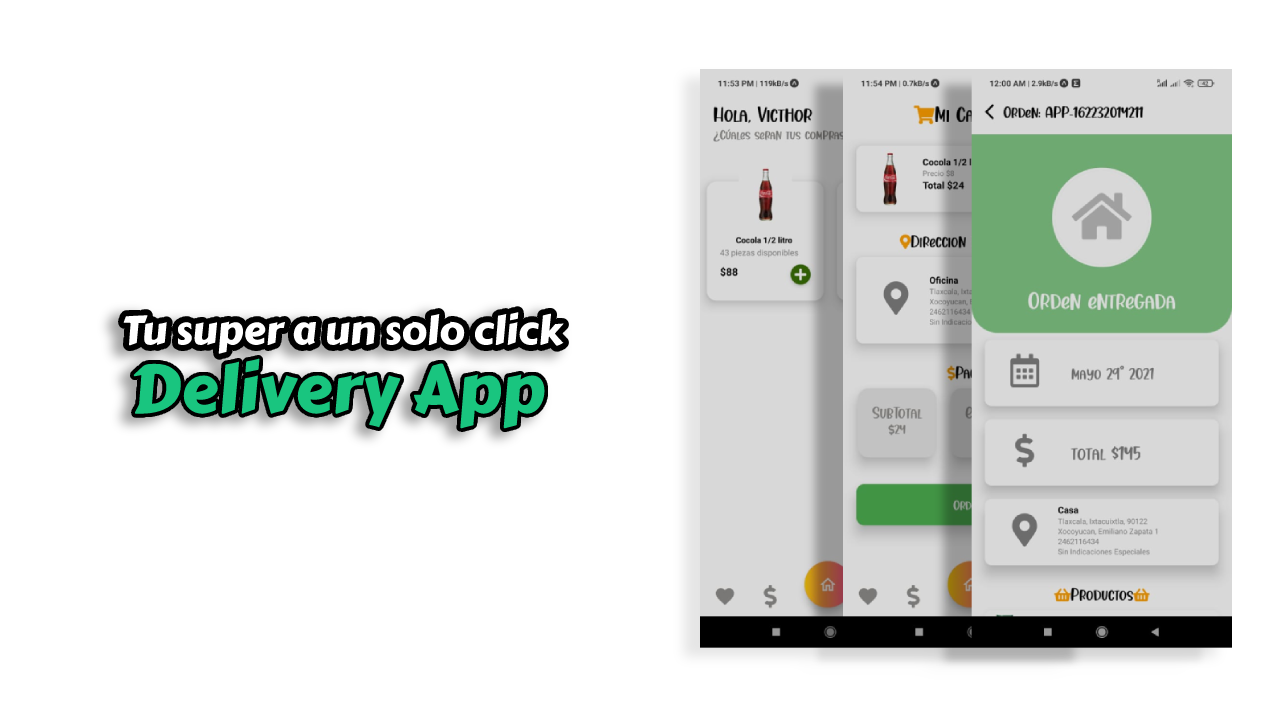 Tu super a un solo click
Delivery App
11:53 PM | 119kB/s
Hola, Victhor
¿Cúales seran tus compras
Cocola 1/2 litro
43 piezas disponibles
$88
11:54 PM | 0.7kB/s
Mi Ca
Cocola 1/2 l
Precio $8
Total $24
Direccion
Oficina
Tlaxcala, Ixta
Xocoyucan,
2462116434
Sin Indicacio
$Pa
SubTotal
$24
Ord
12:00 AM | 2.9kB/s
42
Orden: APP-162232014211
Orden entregada
Mayo 29° 2021
Total $145
Casa
Tlaxcala, Ixtacuixtla, 90122
Xocoyucan, Emiliano Zapata 1
2462116434
Sin Indicaciones Especiales
Productos